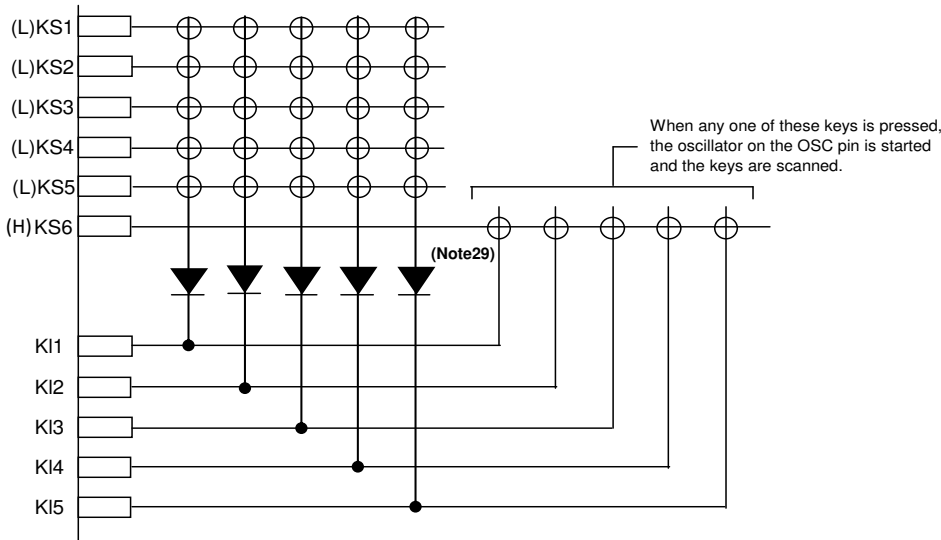 (L)KS1
(L)KS2
(L)KS3
(L)KS4
(L)KS5
(H)KS6
When any one of these keys is pressed,
the oscillator on the OSC pin is started
and the keys are scanned.
(Note29)
KI1
KI2
KI3
KI4
KI5